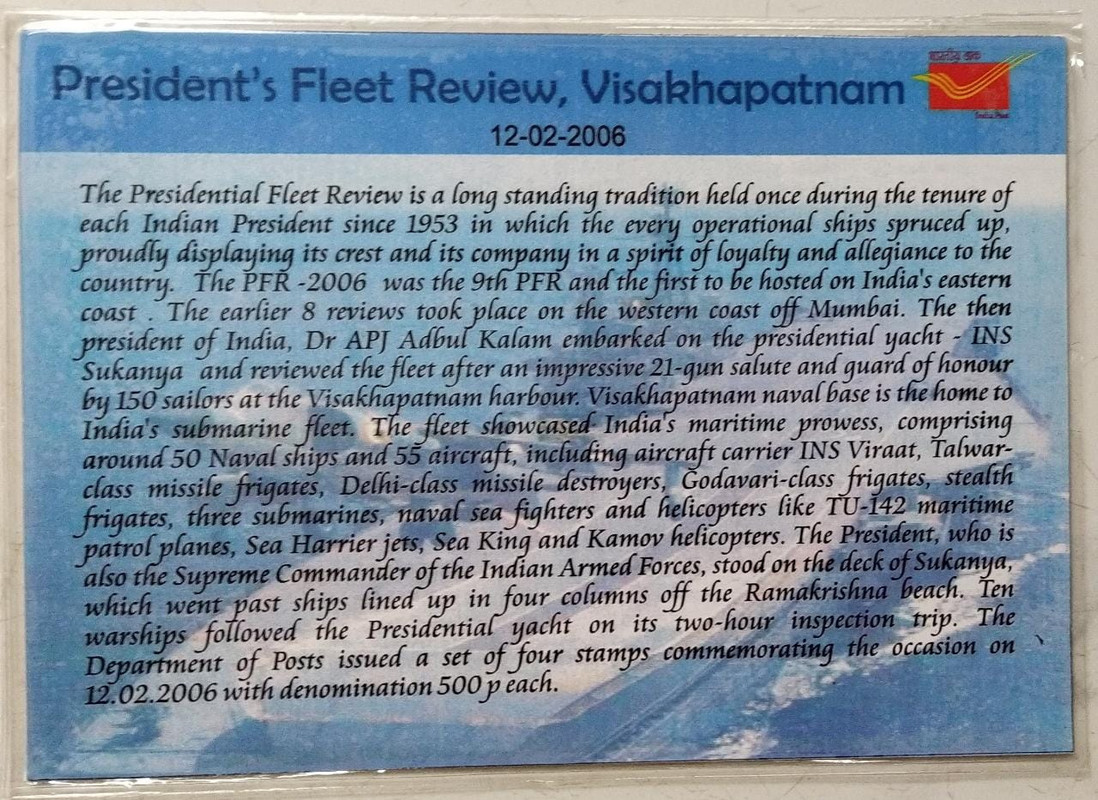 President's Fleet Review, Visakhapatnam
भारतीय डाक
India Post
12-02-2006
The Presidential Fleet Review is a long standing tradition held once during the tenure of
each Indian President since 1953 in which the every operational ships spruced up,
proudly displaying its crest and its company in a spirit of loyalty and allegiance to the
country. The PFR -2006 was the 9th PFR and the first to be hosted on India's eastern
coast . The earlier 8 reviews took place on the western coast off Mumbai. The then
president of India, Dr APJ Adbul Kalam embarked on the presidential yacht - INS
Sukanya and reviewed the fleet after an impressive 21-gun salute and guard of honour
by 150 sailors at the Visakhapatnam harbour. Visakhapatnam naval base is the home to
India's submarine fleet. The fleet showcased India's maritime prowess, comprising
around 50 Naval ships and 55 aircraft, including aircraft carrier INS Viraat, Talwar-
class missile frigates, Delhi-class missile destroyers, Godavari-class frigates, stealth
frigates, three submarines, naval sea fighters and helicopters like TU-142 maritime
patrol planes, Sea Harrier jets, Sea King and Kamov helicopters. The President, who is
also the Supreme Commander of the Indian Armed Forces, stood on the deck of Sukanya,
which went past ships lined up in four columns off the Ramakrishna beach. Ten
warships followed the Presidential yacht on its two-hour inspection trip. The
Department of Posts issued a set of four stamps commemorating the occasion on
12.02.2006 with denomination 500 p each.